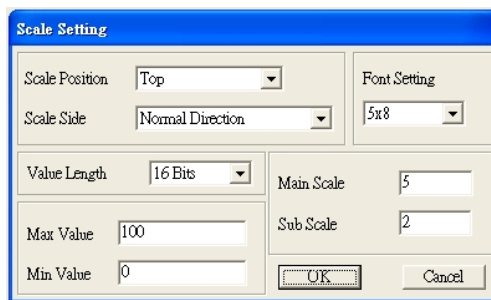 Scale Setting
Scale Position Top
Font Setting
Scale Side Normal Direction
5x8
Value Length 16 Bits
Main Scale 5
Sub Scale 2
Max Value 100
Min Value 0
OK Cancel